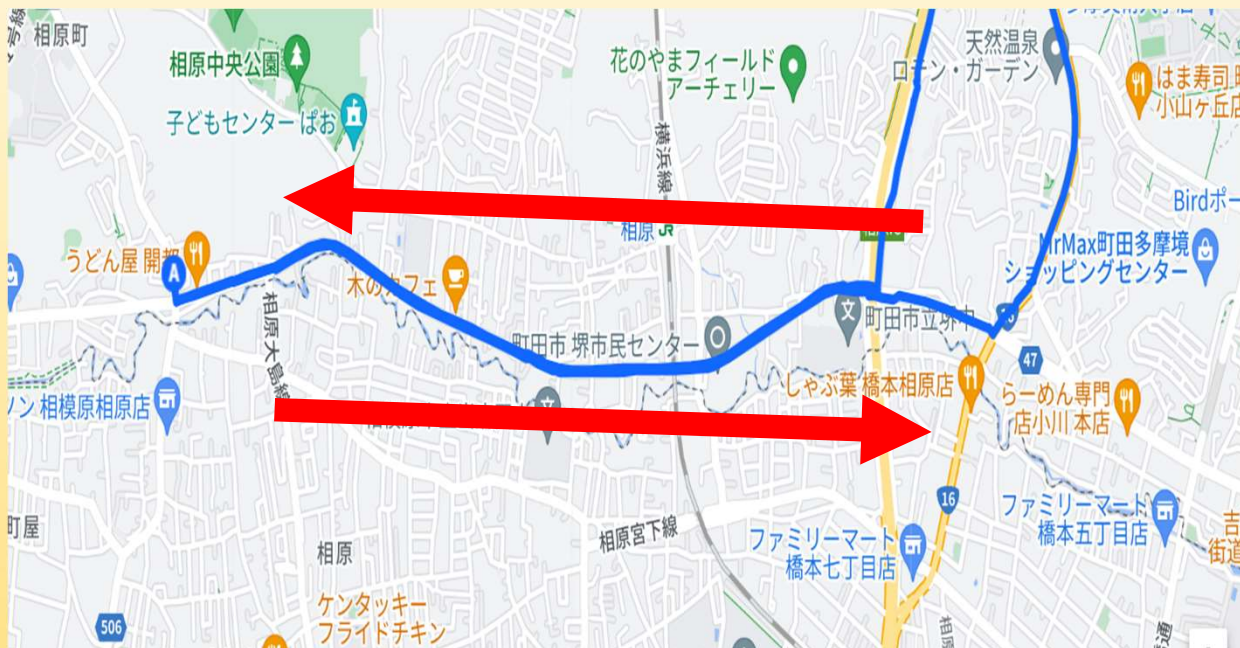 相原町
相原中央公園
子どもセンター ぱお
花のやまフィールド
アーチェリー
横浜線
天然温泉
ロテン・ガーデン
はま寿司 町
小山ヶ丘店
Birdポー
相原 JR
MrMax町田多摩境
ショッピングセンター
うどん屋 開都
A
木のカフェ
相原大島線
町田市 堺市民センター
町田市立堺中
47
しゃぶ葉 橋本相原店
らーめん専門
店小川 本店
ソン 相模原相原店
16
ファミリーマート
橋本五丁目店
町屋
相原
相原宮下線
ファミリーマート
橋本七丁目店
吉
街道
506
ケンタッキー
フライドチキン